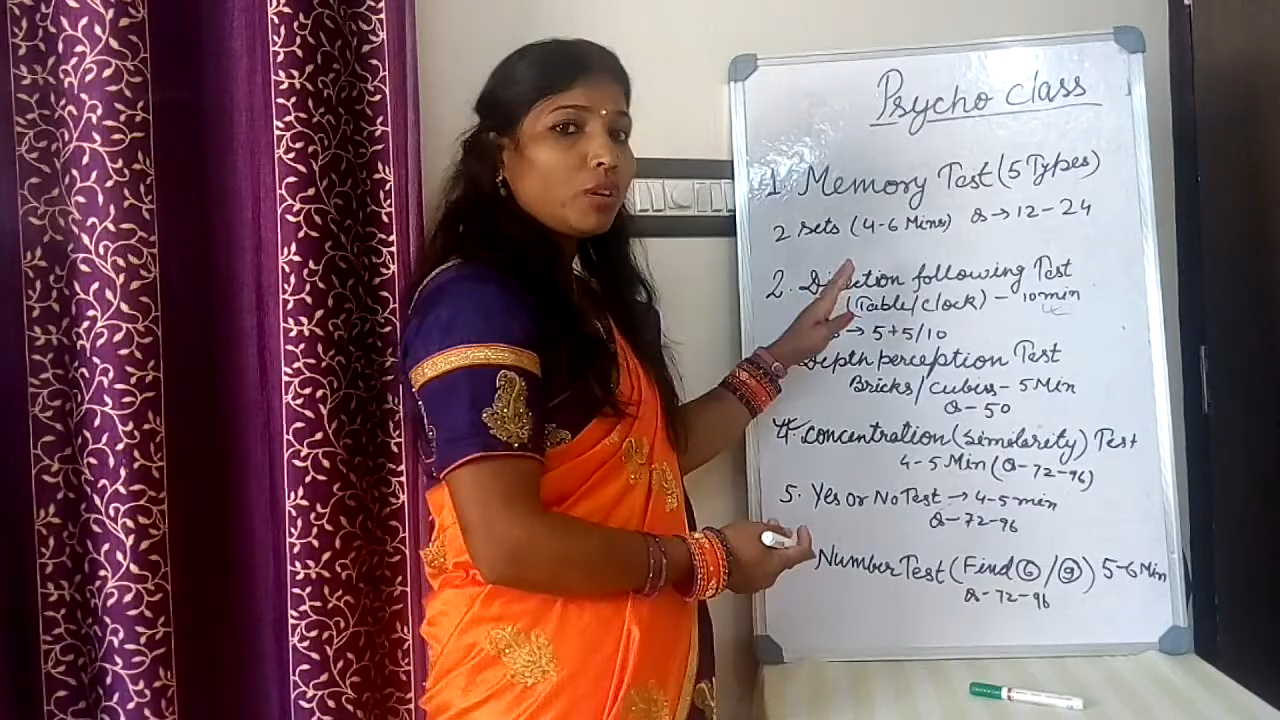 Psycho class
1 Memory Test (5 Types)
2 sets (4-6 Mins) Q → 12-24
2. Direction following Test
(Table/clock) - 10min
→ 5+5/10
Depth perception Test
Bricks/cubes - 5 Min
Q-50
4. concentration (similarity) Test
4-5 Min (Q-72-96)
5. Yes or No Test → 4-5 min
Q-72-96
Number Test (Find ⑥/⑨) 5-6 Min
Q-72-96